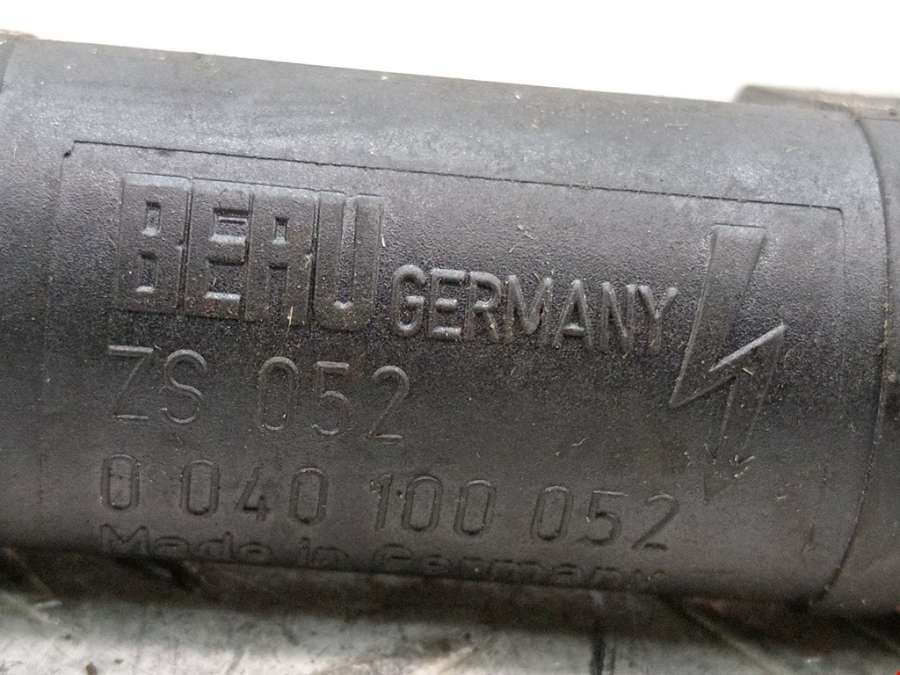 BERU GERMANY
ZS 052
0 040 100 052
Made in Germany